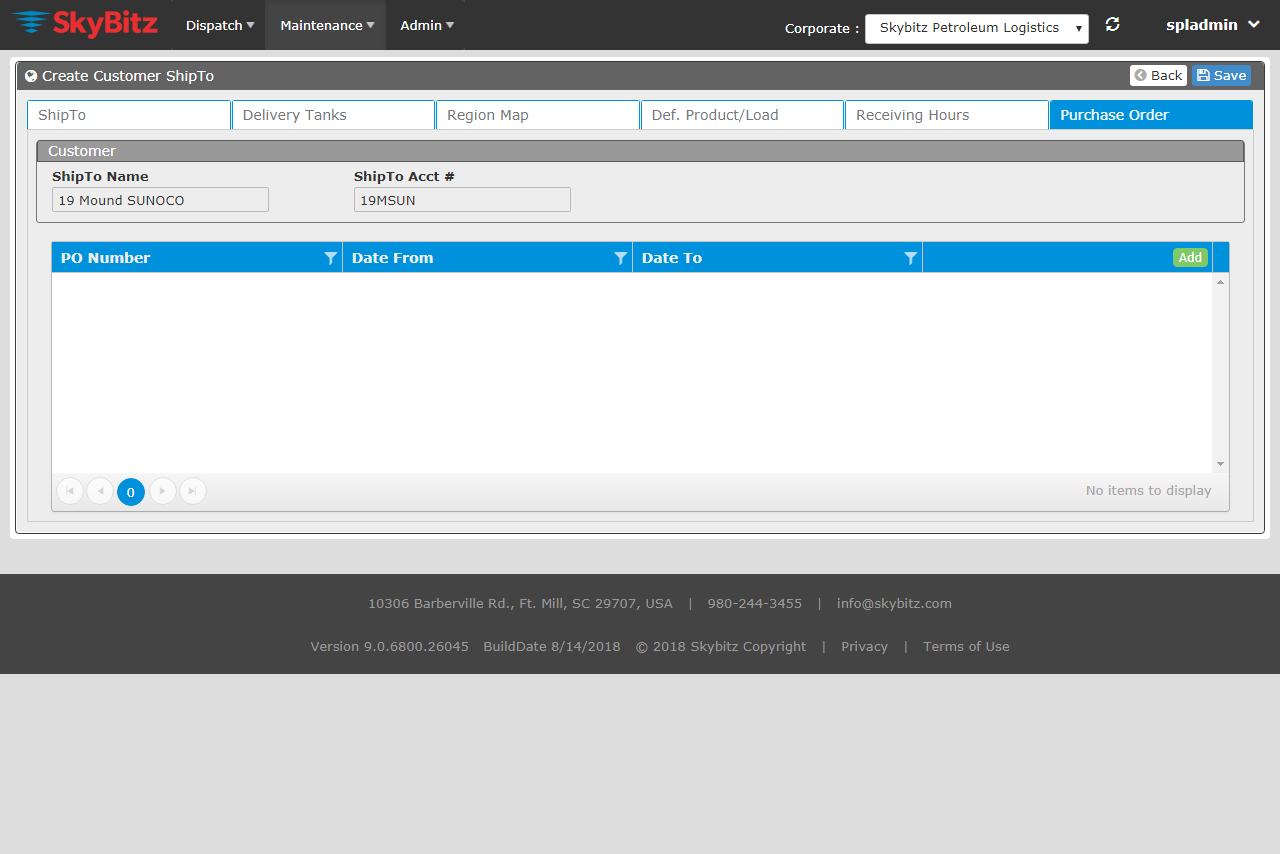 SkyBitz Dispatch Maintenance Admin Corporate : Skybitz Petroleum Logistics spladmin
Create Customer ShipTo Back Save
ShipTo Delivery Tanks Region Map Def. Product/Load Receiving Hours Purchase Order
Customer
ShipTo Name ShipTo Acct #
19 Mound SUNOCO 19MSUN
PO Number Date From Date To Add
0 No items to display
10306 Barberville Rd., Ft. Mill, SC 29707, USA | 980-244-3455 | info@skybitz.com
Version 9.0.6800.26045 BuildDate 8/14/2018 © 2018 Skybitz Copyright | Privacy | Terms of Use